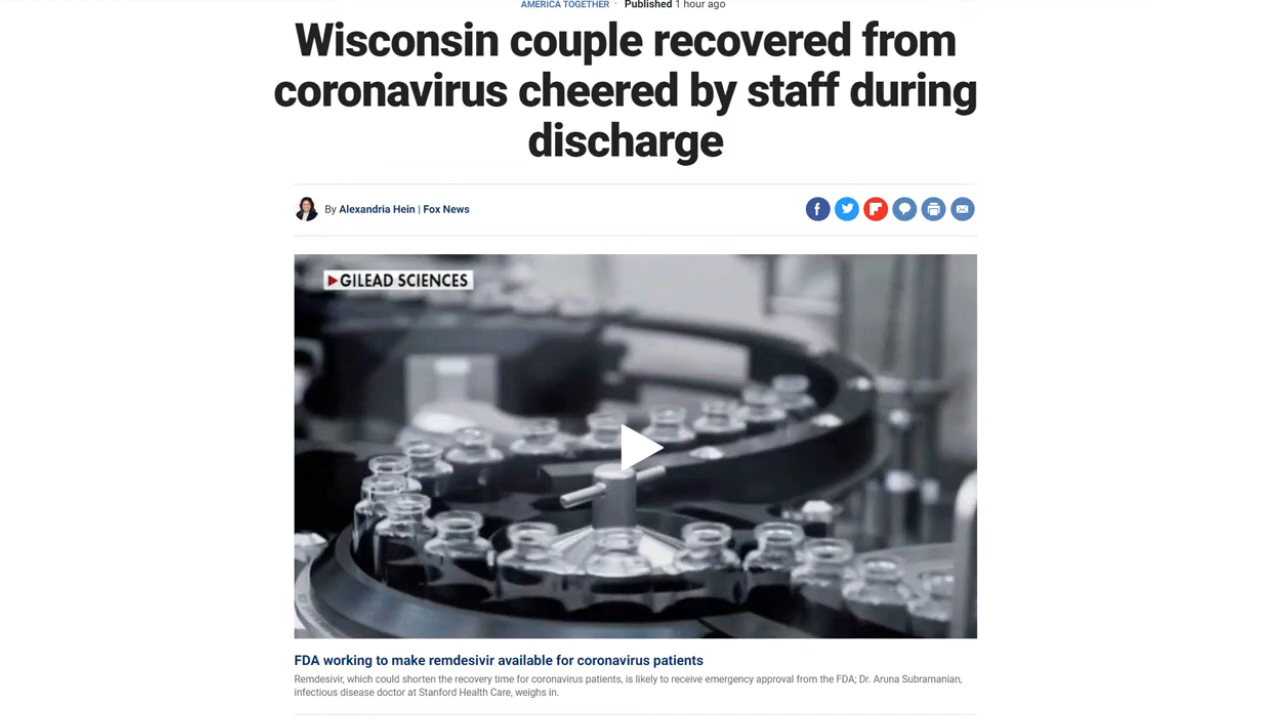 AMERICA TOGETHER · Published 1 hour ago
Wisconsin couple recovered from
coronavirus cheered by staff during
discharge
By Alexandria Hein | Fox News
GILEAD SCIENCES
FDA working to make remdesivir available for coronavirus patients
Remdesivir, which could shorten the recovery time for coronavirus patients, is likely to receive emergency approval from the FDA; Dr. Aruna Subramanian,
infectious disease doctor at Stanford Health Care, weighs in.